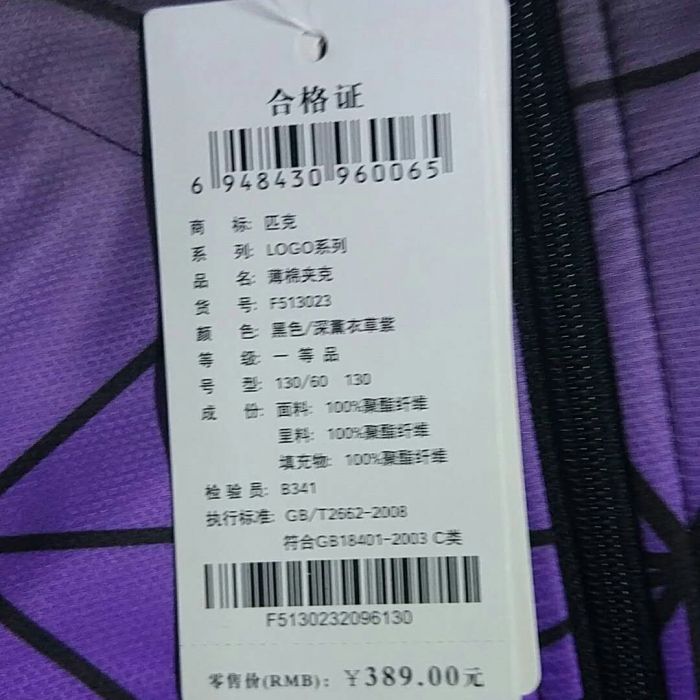 合格证
6 948430 960065
商 标: 匹克
系 列: LOGO系列
品 名: 薄棉夹克
货 号: F513023
颜 色: 黑色/深薰衣草紫
等 级: 一 等 品
号 型: 130/60 130
成 份: 面料: 100%聚酯纤维
里料: 100%聚酯纤维
填充物: 100%聚酯纤维
检 验 员: B341
执行标准: GB/T2662-2008
符合GB18401-2003 C类
F5130232096130
零售价(RMB): ¥389.00元